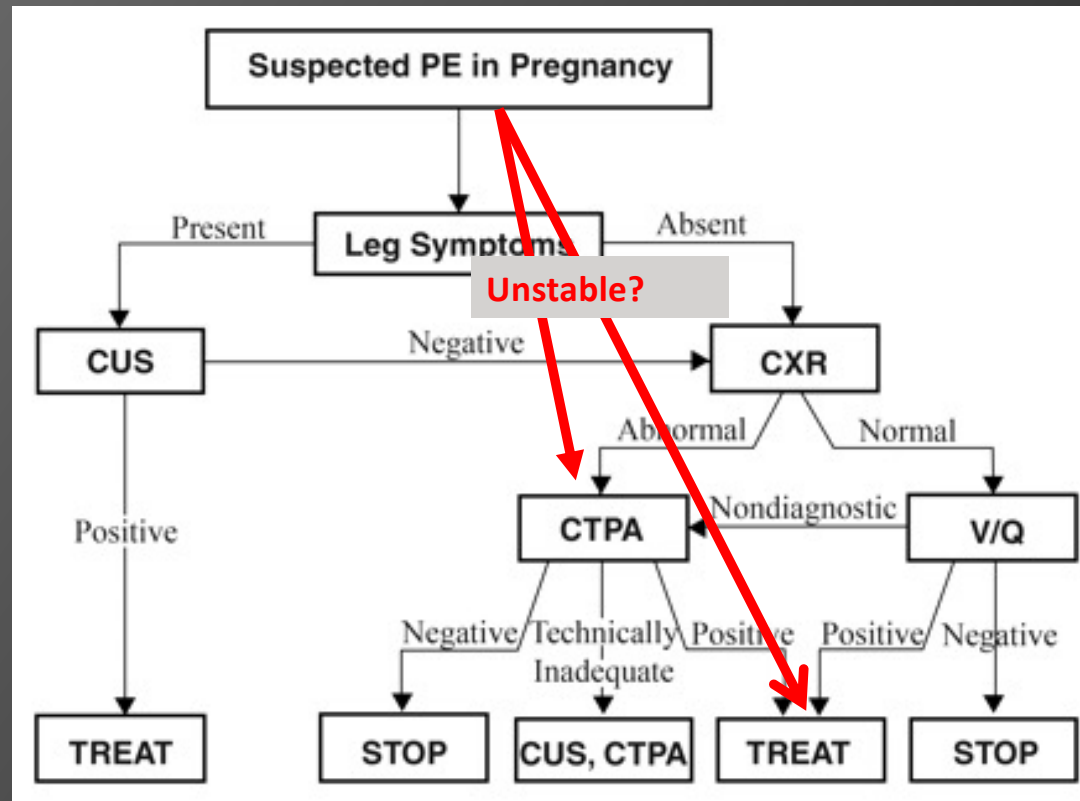 Suspected PE in Pregnancy
Present
Leg Symptoms
Absent
Unstable?
CUS
Negative
CXR
Abnormal
Normal
CTPA
Nondiagnostic
V/Q
Positive
Negative
Technically
Inadequate
Positive
Positive
Negative
TREAT
STOP
CUS, CTPA
TREAT
STOP